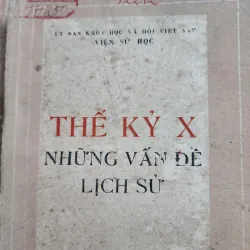 ỦY BAN KHOA HỌC XÃ HỘI VIỆT NAM
VIỆN SỬ HỌC
THẾ KỶ X
NHỮNG VẤN ĐỀ
LỊCH SỬ